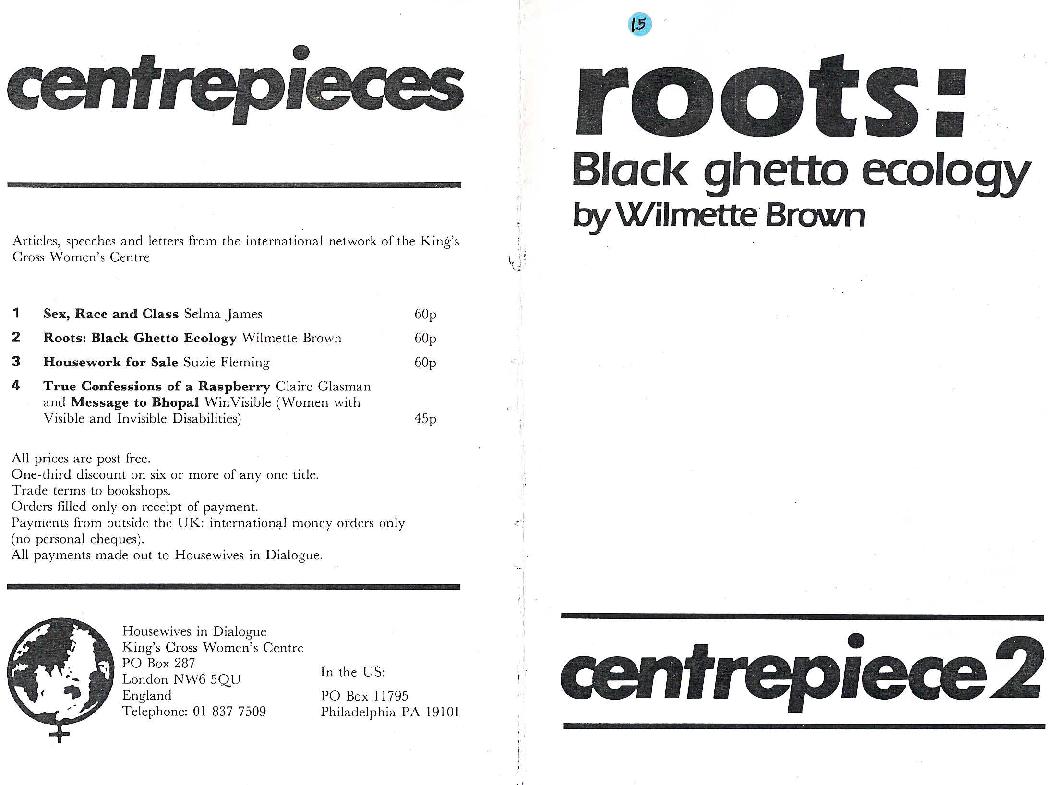 centrepieces
Articles, speeches and letters from the international network of the King's
Cross Women's Centre
1 Sex, Race and Class Selma James 60p
2 Roots: Black Ghetto Ecology Wilmette Brown 60p
3 Housework for Sale Suzie Fleming 60p
4 True Confessions of a Raspberry Claire Glasman
and Message to Bhopal WinVisible (Women with
Visible and Invisible Disabilities) 45p
All prices are post free.
One-third discount on six or more of any one title.
Trade terms to bookshops.
Orders filled only on receipt of payment.
Payments from outside the UK: international money orders only
(no personal cheques).
All payments made out to Housewives in Dialogue.
Housewives in Dialogue
King's Cross Women's Centre
PO Box 287
London NW6 5QU
England
Telephone: 01 837 7509
In the US:
PO Box 11795
Philadelphia PA 19101
15
roots:
Black ghetto ecology
by Wilmette Brown
centrepiece 2